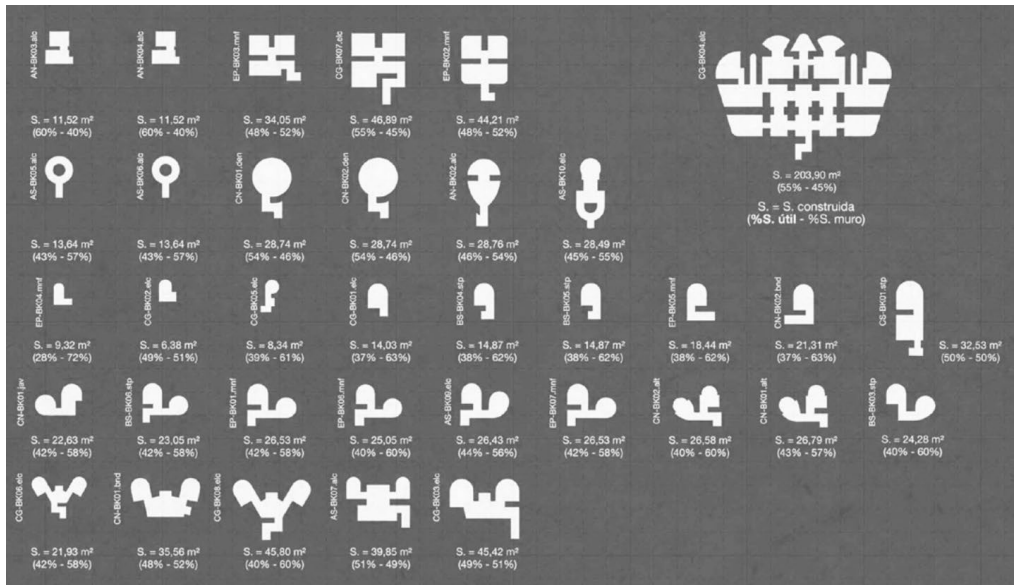 AN-BK03.alc
S. = 11,52 m²
(60% - 40%)
AN-BK04.alc
S. = 11,52 m²
(60% - 40%)
EP-BK03.mnf
S. = 34,05 m²
(48% - 52%)
CG-BK07.elc
S. = 46,89 m²
(55% - 45%)
EP-BK02.mnf
S. = 44,21 m²
(48% - 52%)
CG-BK04.elc
S. = 203,90 m²
(55% - 45%)
S. = S. construida
(%S. útil - %S. muro)
AS-BK05.alc
S. = 13,64 m²
(43% - 57%)
AS-BK06.alc
S. = 13,64 m²
(43% - 57%)
CN-BK01.den
S. = 28,74 m²
(54% - 46%)
CN-BK02.den
S. = 28,74 m²
(54% - 46%)
AN-BK02.alc
S. = 28,76 m²
(46% - 54%)
AS-BK10.elc
S. = 28,49 m²
(45% - 55%)
EP-BK04.mnf
S. = 9,32 m²
(28% - 72%)
CG-BK02.elc
S. = 6,38 m²
(49% - 51%)
CG-BK05.elc
S. = 8,34 m²
(39% - 61%)
CG-BK01.elc
S. = 14,03 m²
(37% - 63%)
BS-BK04.stp
S. = 14,87 m²
(38% - 62%)
BS-BK05.stp
S. = 14,87 m²
(38% - 62%)
EP-BK05.mnf
S. = 18,44 m²
(38% - 62%)
CN-BK02.bnd
S. = 21,31 m²
(37% - 63%)
CS-BK01.stp
S. = 32,53 m²
(50% - 50%)
CN-BK01.jav
S. = 22,63 m²
(42% - 58%)
BS-BK06.stp
S. = 23,05 m²
(42% - 58%)
EP-BK01.mnf
S. = 26,53 m²
(42% - 58%)
EP-BK06.mnf
S. = 25,05 m²
(40% - 60%)
AS-BK09.elc
S. = 26,43 m²
(44% - 56%)
EP-BK07.mnf
S. = 26,53 m²
(42% - 58%)
CN-BK02.alt
S. = 26,58 m²
(40% - 60%)
CN-BK01.alt
S. = 26,79 m²
(43% - 57%)
BS-BK03.stp
S. = 24,28 m²
(40% - 60%)
CG-BK06.elc
S. = 21,93 m²
(42% - 58%)
CN-BK01.bnd
S. = 35,56 m²
(48% - 52%)
CG-BK08.elc
S. = 45,80 m²
(40% - 60%)
AS-BK07.alc
S. = 39,85 m²
(51% - 49%)
CG-BK03.elc
S. = 45,42 m²
(49% - 51%)